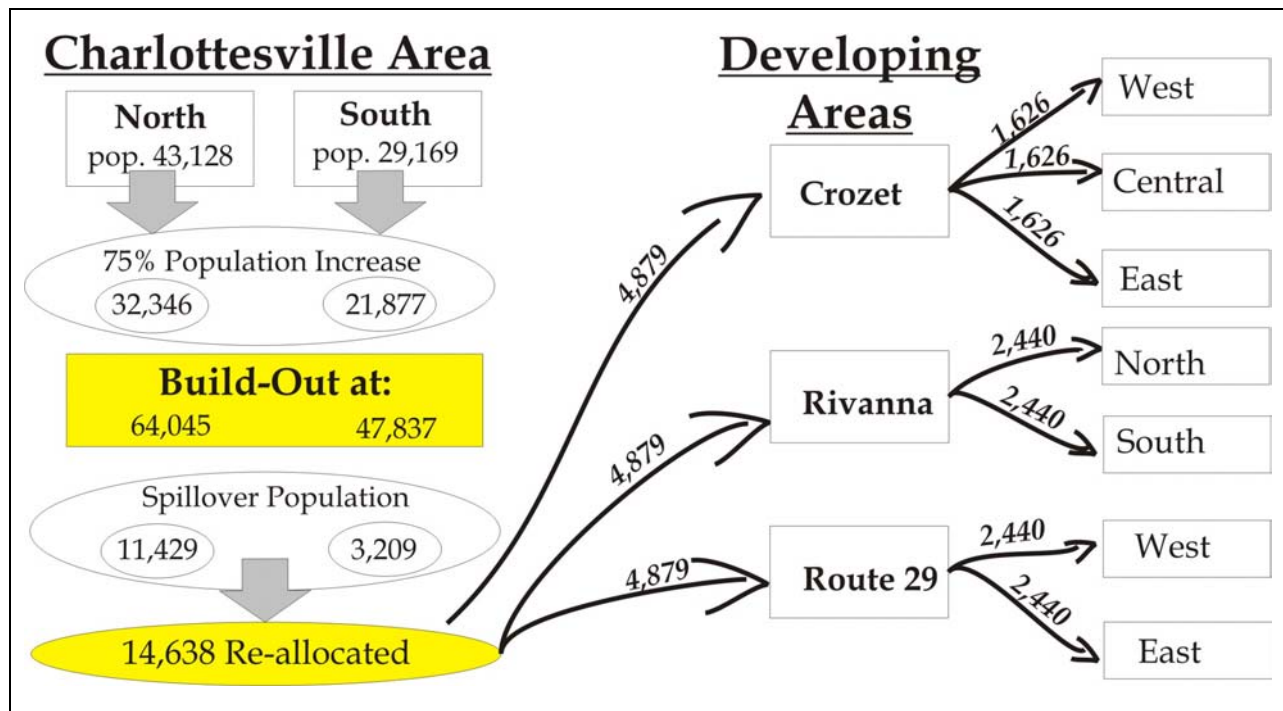 Charlottesville Area
North
pop. 43,128
South
pop. 29,169
75% Population Increase
32,346
21,877
Build-Out at:
64,045
47,837
Spillover Population
11,429
3,209
14,638 Re-allocated
4,879
4,879
4,879
Developing
Areas
Crozet
1,626
1,626
1,626
West
Central
East
Rivanna
2,440
2,440
North
South
Route 29
2,440
2,440
West
East